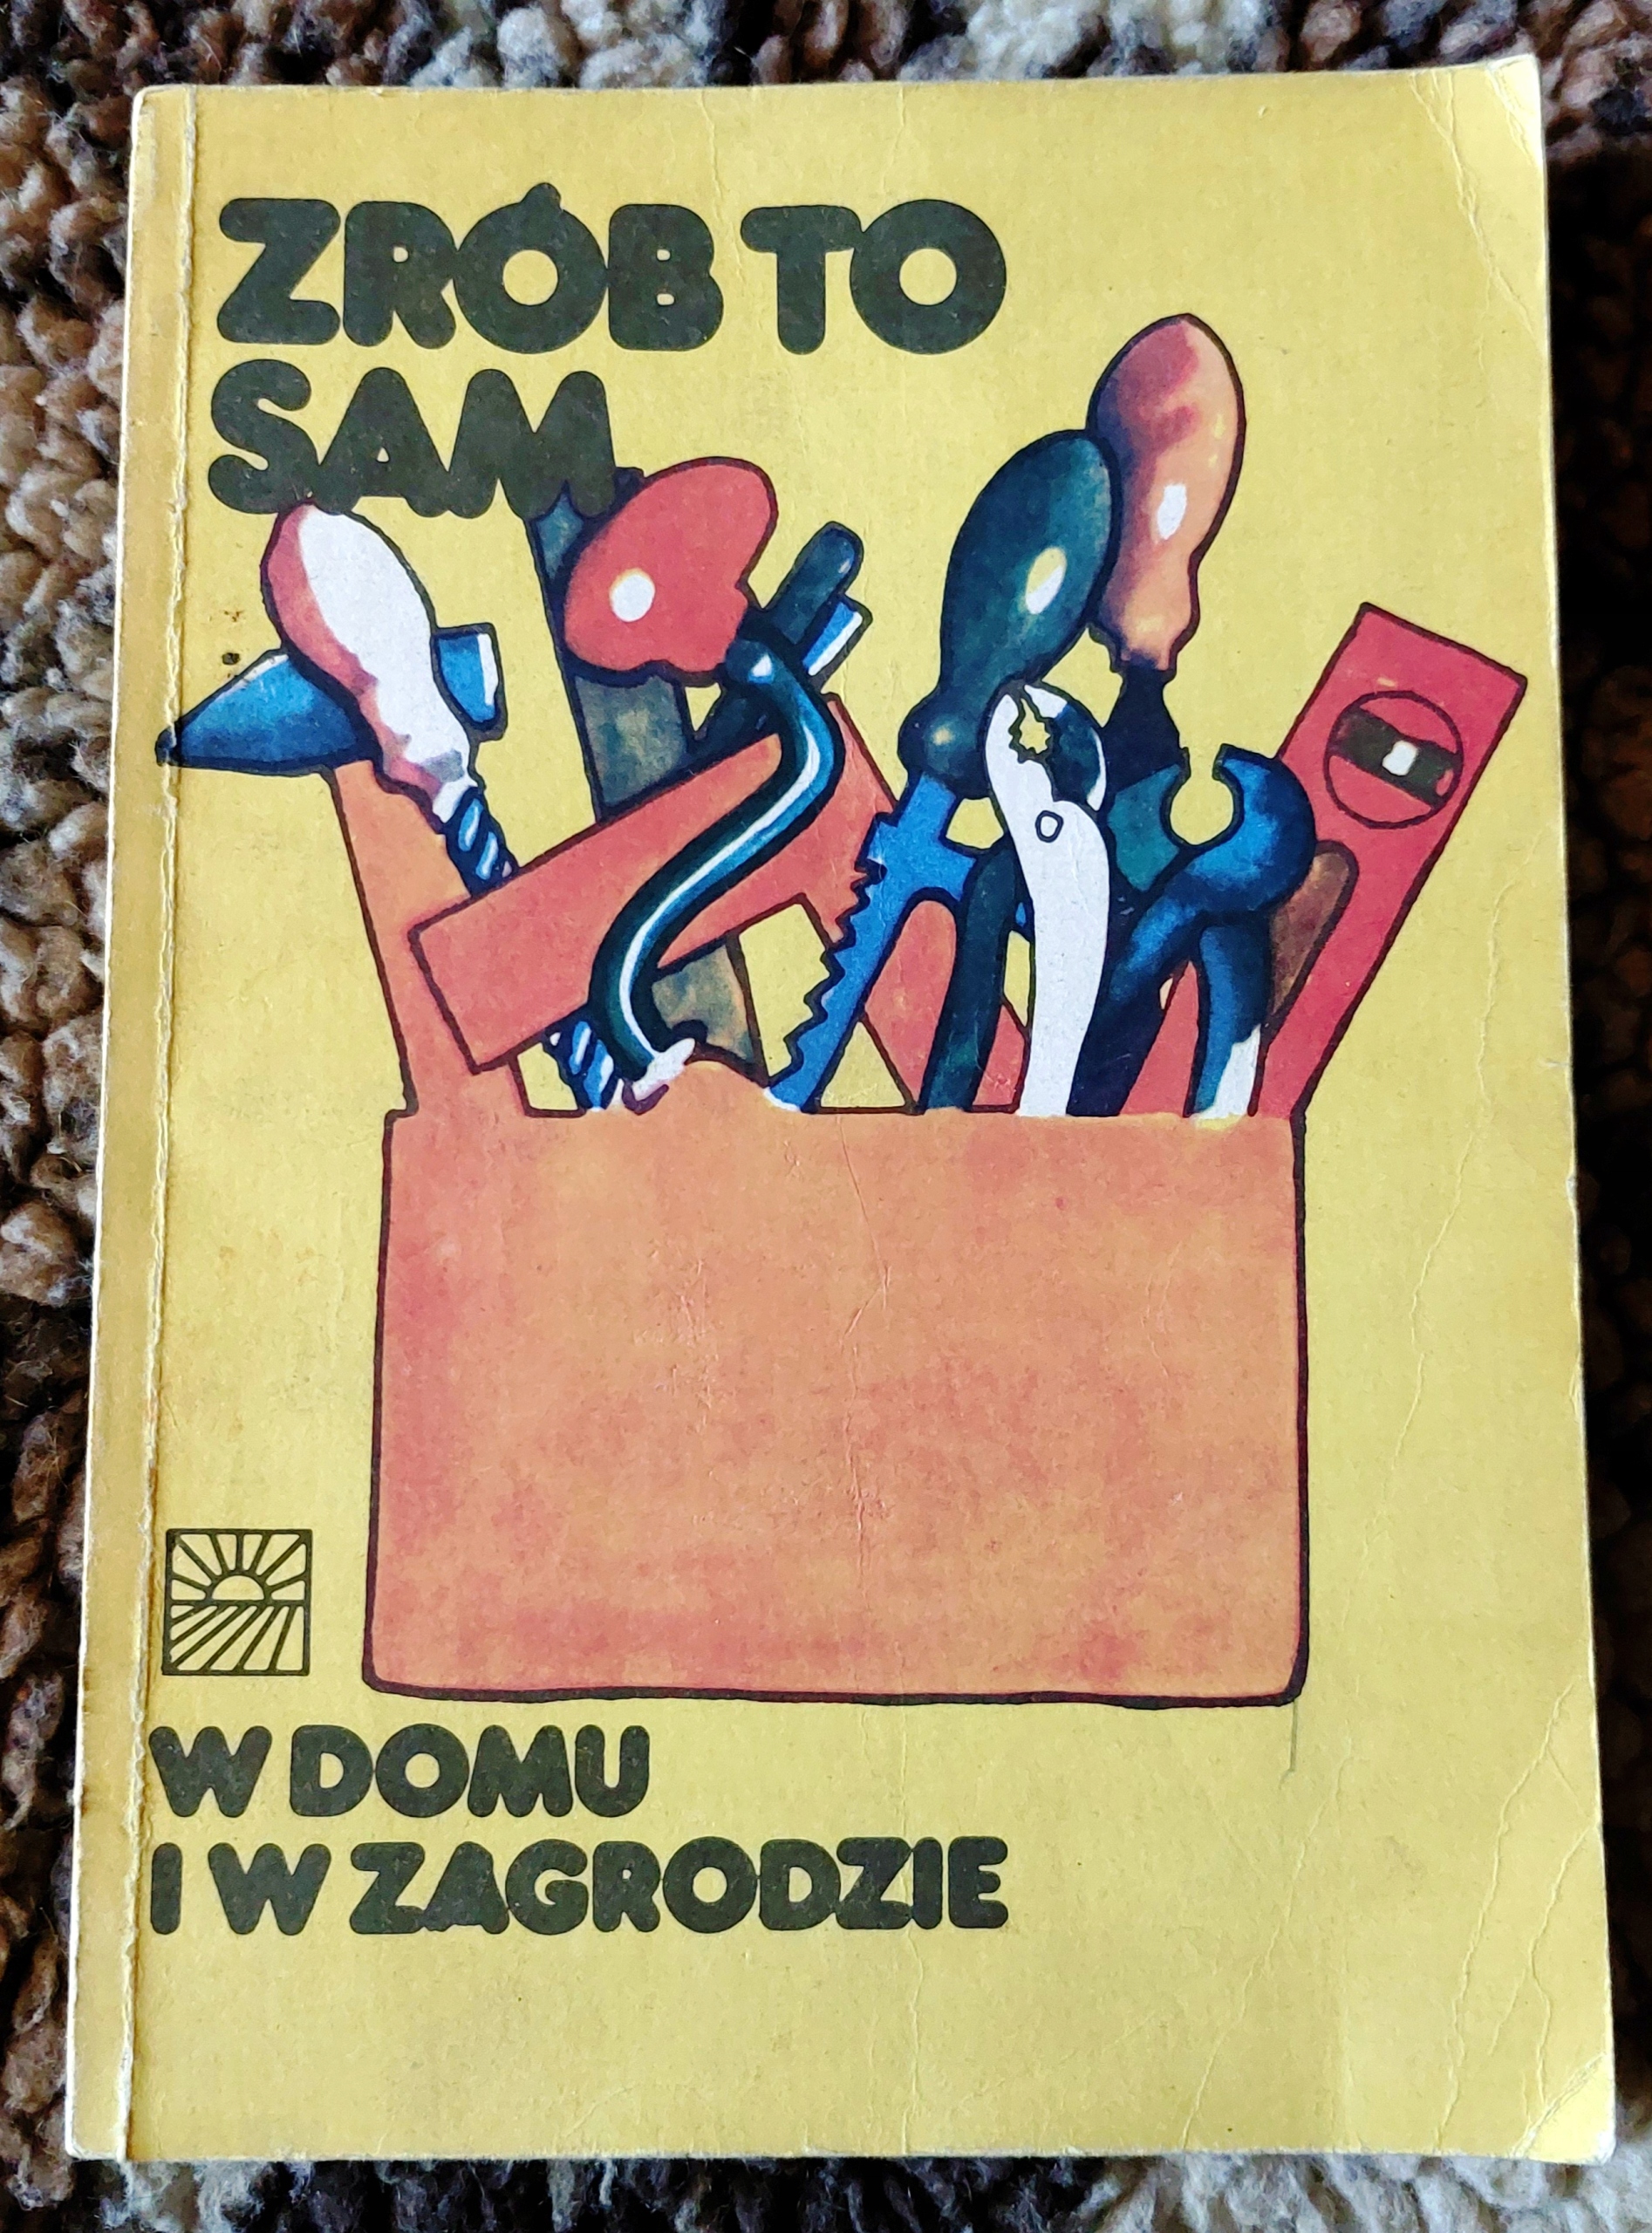 ZRÓB TO
SAM
W DOMU
I W ZAGRODZIE